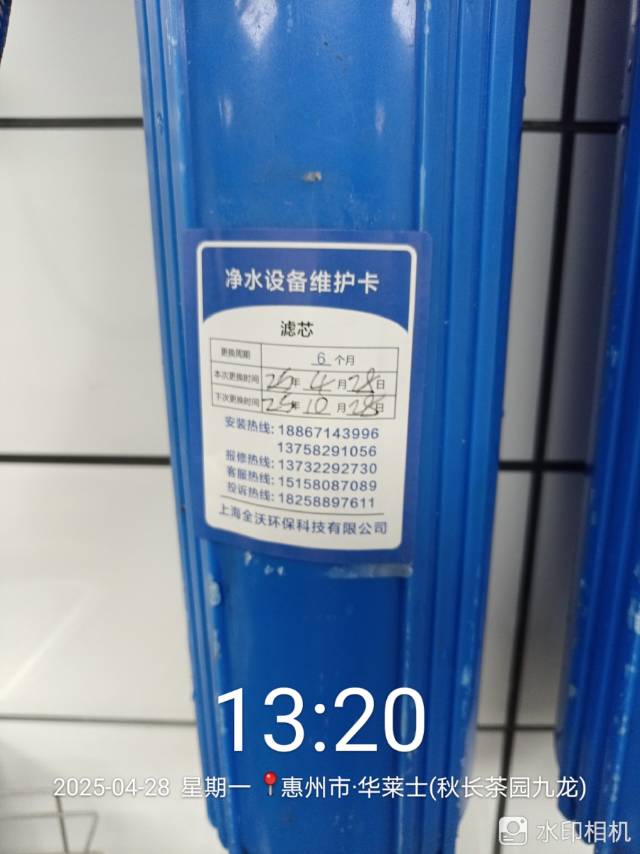 净水设备维护卡
滤芯
更换周期 6 个月
本次更换时间 25年 4 月 28日
下次更换时间 25年 10 月 28日
安装热线: 18867143996
13758291056
报修热线: 13732292730
客服热线: 15158087089
投诉热线: 18258897611
上海全沃环保科技有限公司
13:20
2025-04-28 星期一 惠州市·华莱士(秋长茶园九龙)
水印相机